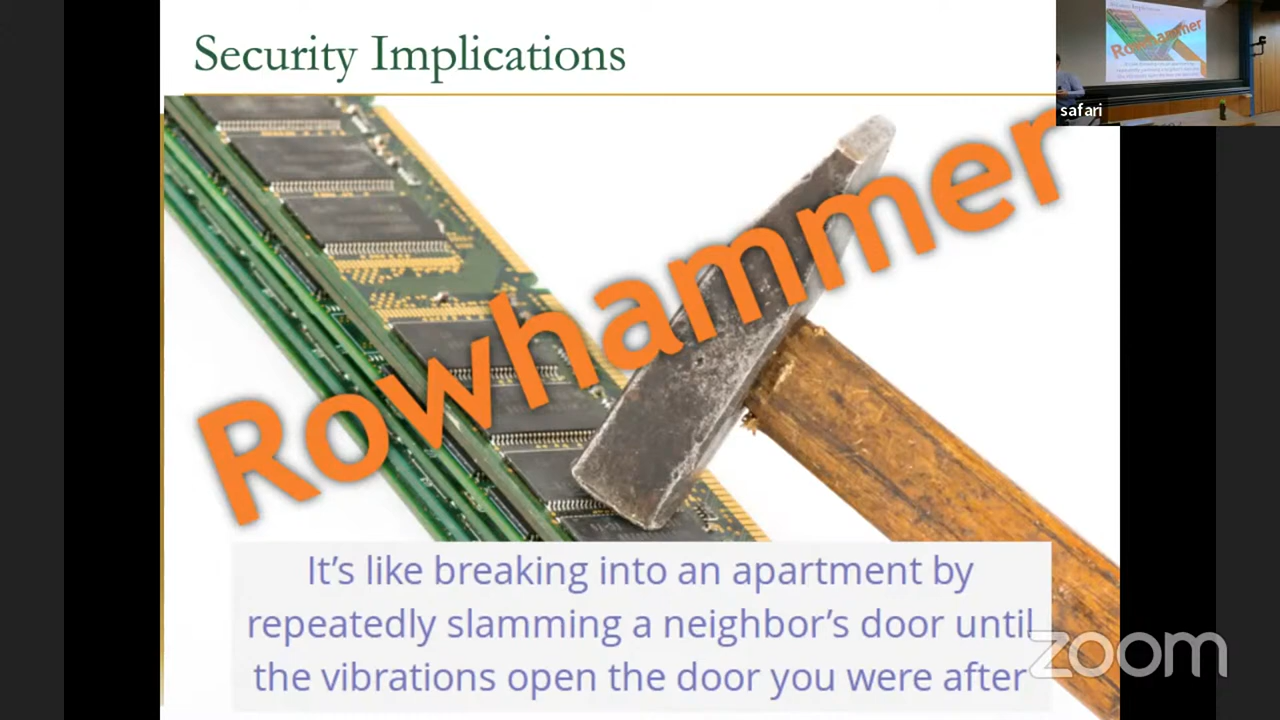 Security Implications
safari
Rowhammer
It's like breaking into an apartment by
repeatedly slamming a neighbor's door until
the vibrations open the door you were after
zoom